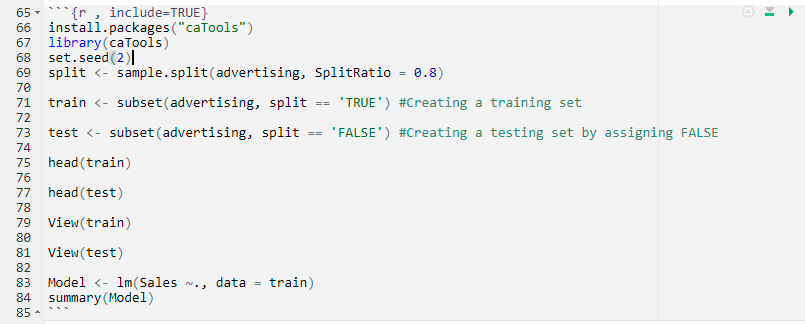 65 ```{r , include=TRUE}
66 install.packages("caTools")
67 library(caTools)
68 set.seed(2)
69 split <- sample.split(advertising, SplitRatio = 0.8)
70
71 train <- subset(advertising, split == 'TRUE') #Creating a training set
72
73 test <- subset(advertising, split == 'FALSE') #Creating a testing set by assigning FALSE
74
75 head(train)
76
77 head(test)
78
79 View(train)
80
81 View(test)
82
83 Model <- lm(Sales ~., data = train)
84 summary(Model)
85 ```